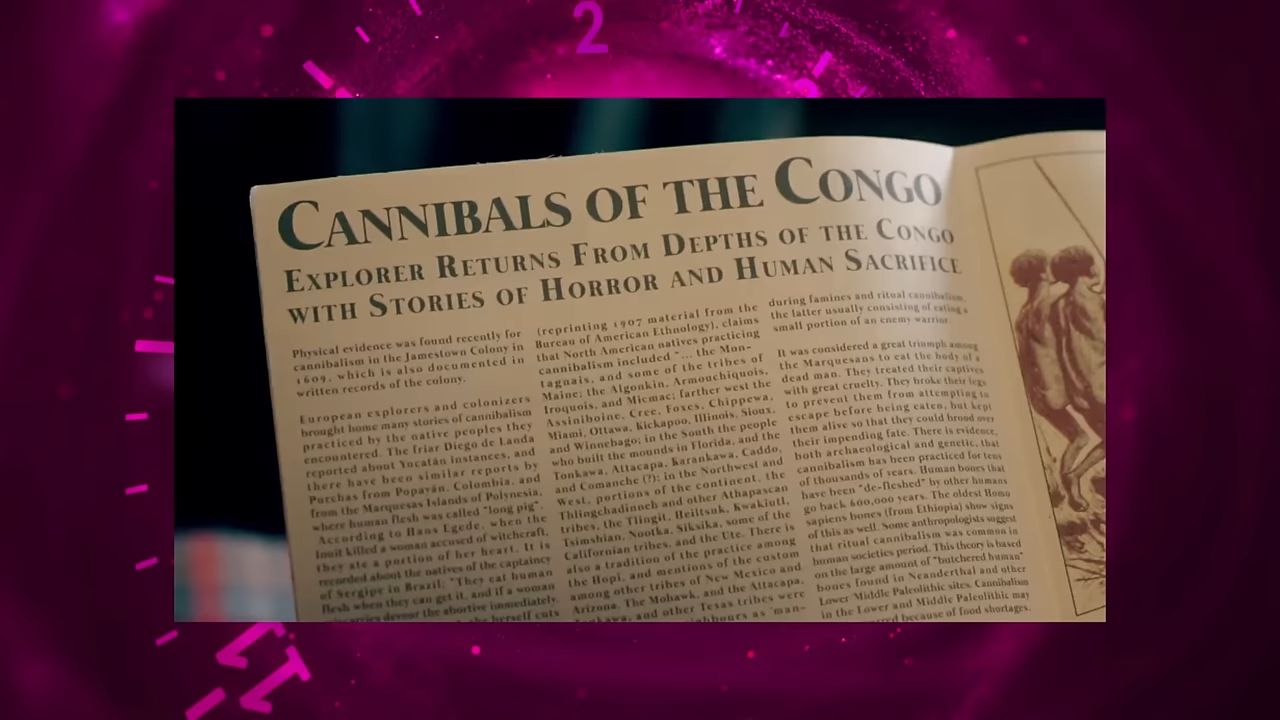 2
CANNIBALS OF THE CONGO
EXPLORER RETURNS FROM DEPTHS OF THE CONGO
WITH STORIES OF HORROR AND HUMAN SACRIFICE
Physical evidence was found recently for
cannibalism in the Jamestown Colony in
1609, which is also documented in
written records of the colony.
European explorers and colonizers
brought home many stories of cannibalism
practiced by the native peoples they
encountered. The friar Diego de Landa
reported about Yucatán instances, and
there have been similar reports by
Purchas from Popayán, Colombia, and
from the Marquesas Islands of Polynesia,
where human flesh was called "long pig".
According to Hans Egede, when the
Inuit killed a woman accused of witchcraft,
they ate a portion of her heart. It is
recorded about the natives of the captaincy
of Sergipe in Brazil: "They eat human
flesh when they can get it, and if a woman
miscarries devour the abortive immediately.
she herself cuts
(reprinting 1907 material from the
Bureau of American Ethnology), claims
that North American natives practicing
cannibalism included "... the Mon-
tagnais, and some of the tribes of
Maine; the Algonkin, Armouchiquois,
Iroquois, and Micmac; farther west the
Assiniboine, Cree, Foxes, Chippewa,
Miami, Ottawa, Kickapoo, Illinois, Sioux,
and Winnebago; in the South the people
who built the mounds in Florida, and the
Tonkawa, Attacapa, Karankawa, Caddo,
and Comanche (?); in the Northwest and
West, portions of the continent, the
Thlingchadinneh and other Athapascan
tribes, the Tlingit, Heiltsuk, Kwakiutl,
Tsimshian, Nootka, Siksika, some of the
Californian tribes, and the Ute. There is
also a tradition of the practice among
the Hopi, and mentions of the custom
among other tribes of New Mexico and
Arizona. The Mohawk, and the Attacapa,
Tonkawa, and other Texas tribes were
neighbours as 'man-
during famines and ritual cannibalism,
the latter usually consisting of eating a
small portion of an enemy warrior.
It was considered a great triumph among
the Marquesans to eat the body of a
dead man. They treated their captives
with great cruelty. They broke their legs
to prevent them from attempting to
escape before being eaten, but kept
them alive so that they could brood over
their impending fate. There is evidence,
both archaeological and genetic, that
cannibalism has been practiced for tens
of thousands of years. Human bones that
have been "de-fleshed" by other humans
go back 600,000 years. The oldest Homo
sapiens bones (from Ethiopia) show signs
of this as well. Some anthropologists suggest
that ritual cannibalism was common in
human societies period. This theory is based
on the large amount of "butchered human"
bones found in Neanderthal and other
Lower Middle Paleolithic sites. Cannibalism
in the Lower and Middle Paleolithic may
because of food shortages.
11